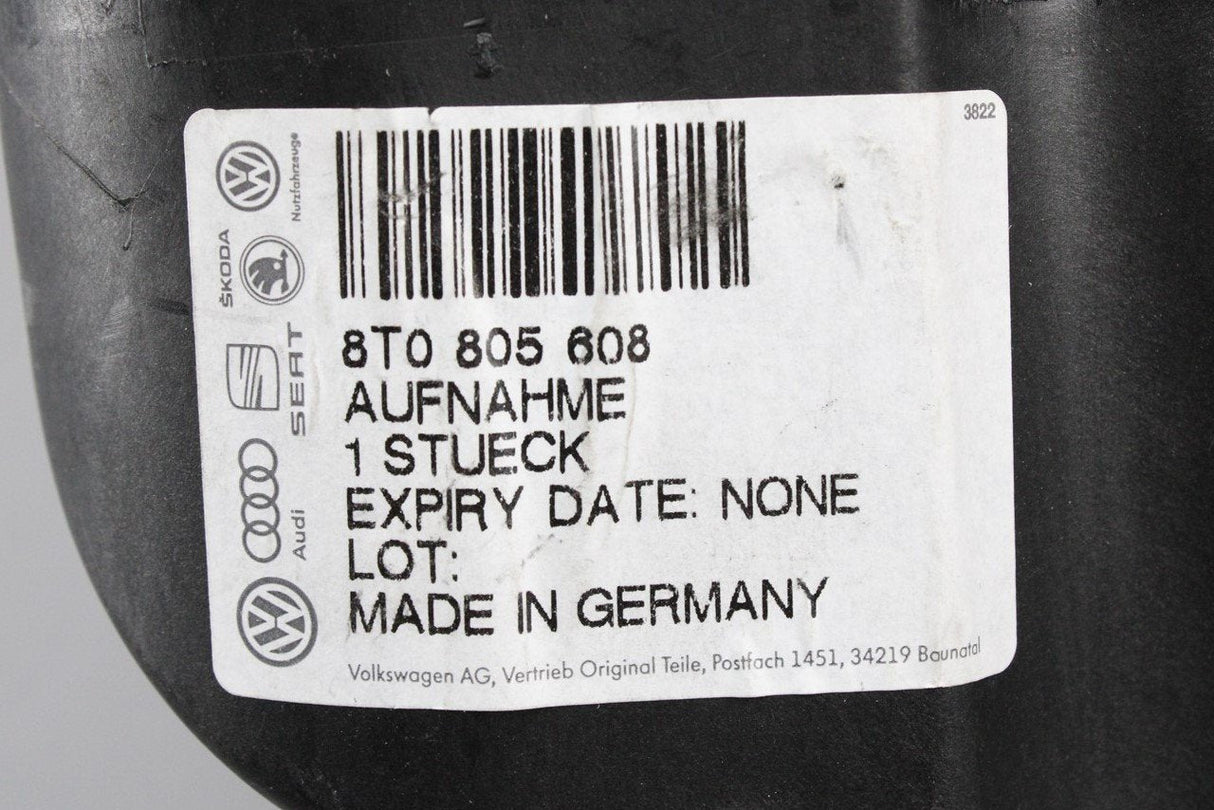 3822
Nutzfahrzeuge
ŠKODA
SEAT
Audi
8T0 805 608
AUFNAHME
1 STUECK
EXPIRY DATE: NONE
LOT:
MADE IN GERMANY
Volkswagen AG, Vertrieb Original Teile, Postfach 1451, 34219 Baunatal